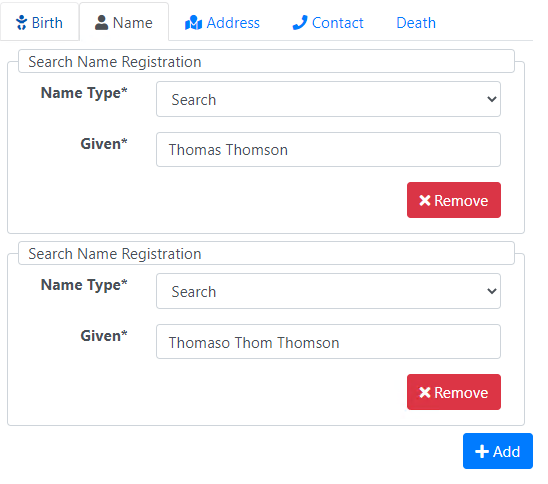 Birth Name Address Contact Death
Search Name Registration
Name Type* Search
Given* Thomas Thomson
Remove
Search Name Registration
Name Type* Search
Given* Thomaso Thom Thomson
Remove
Add